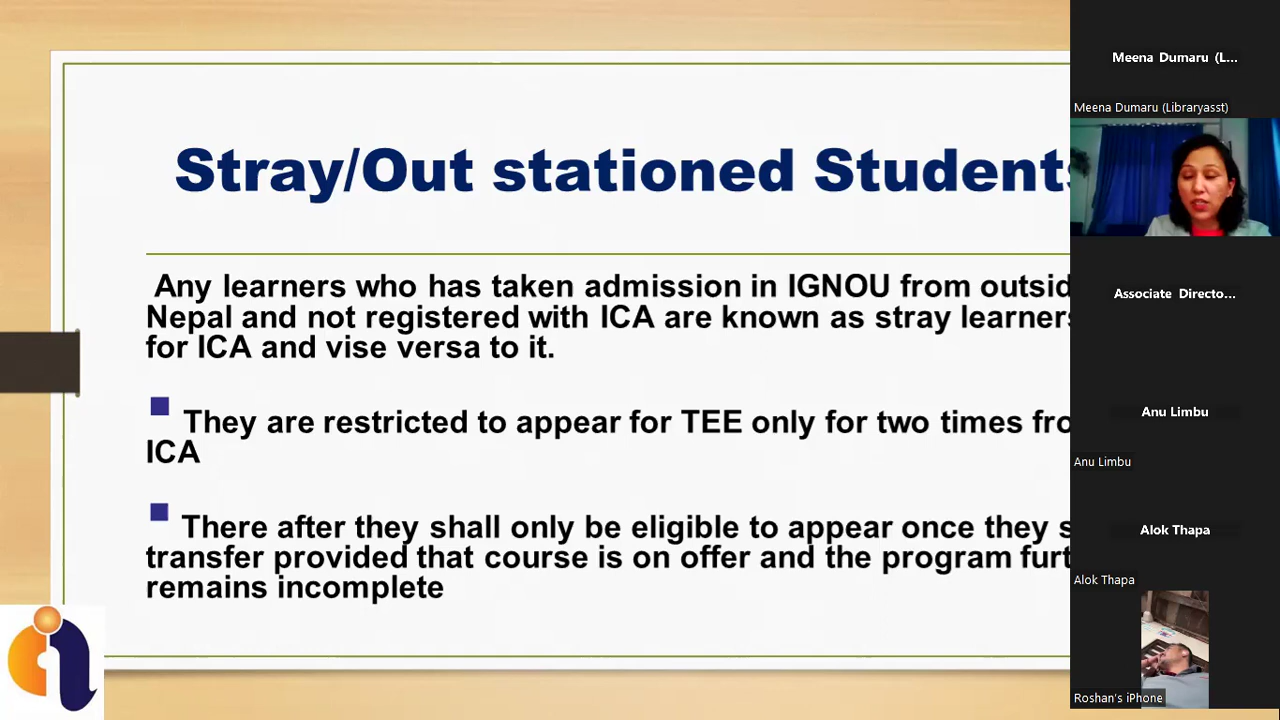 Stray/Out stationed Students
Any learners who has taken admission in IGNOU from outsid
Nepal and not registered with ICA are known as stray learners
for ICA and vise versa to it.
They are restricted to appear for TEE only for two times fro
ICA
There after they shall only be eligible to appear once they s
transfer provided that course is on offer and the program furt
remains incomplete
Meena Dumaru (L...
Meena Dumaru (Libraryasst)
Associate Directo...
Anu Limbu
Anu Limbu
Alok Thapa
Alok Thapa
Roshan's iPhone